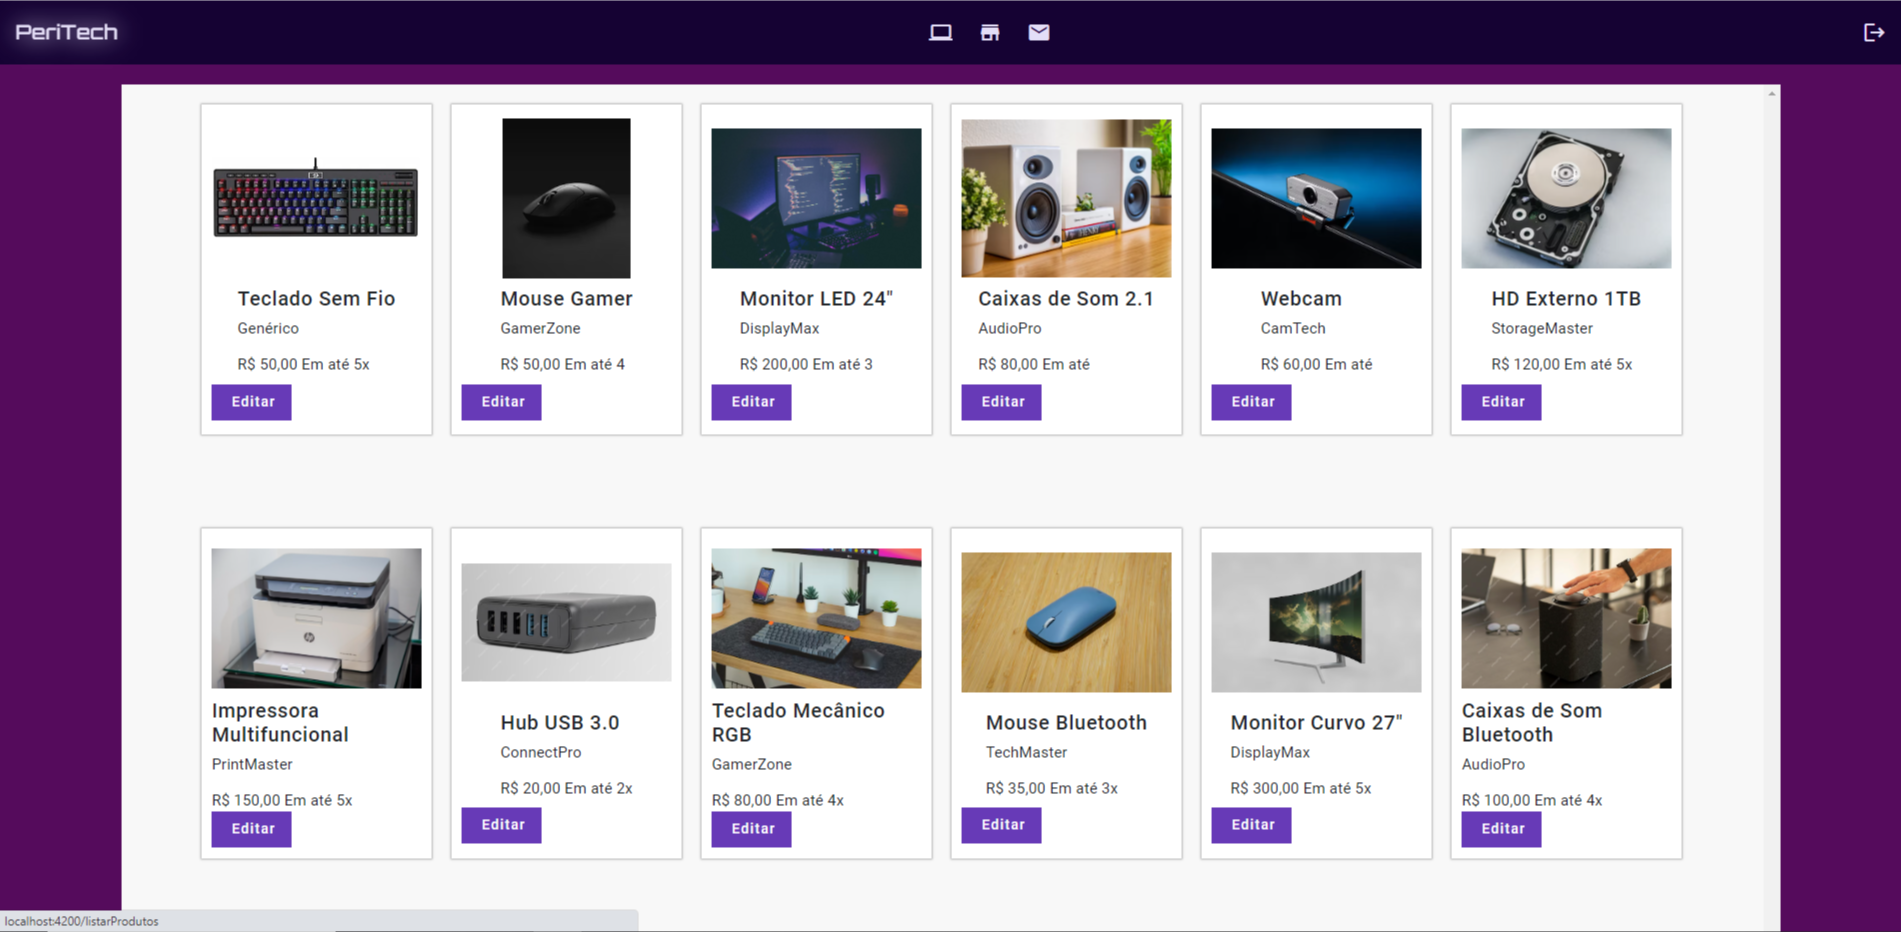 PeriTech
Teclado Sem Fio
Genérico
R$ 50,00 Em até 5x
Editar
Mouse Gamer
GamerZone
R$ 50,00 Em até 4
Editar
Monitor LED 24"
DisplayMax
R$ 200,00 Em até 3
Editar
Caixas de Som 2.1
AudioPro
R$ 80,00 Em até
Editar
Webcam
CamTech
R$ 60,00 Em até
Editar
HD Externo 1TB
StorageMaster
R$ 120,00 Em até 5x
Editar
Impressora
Multifuncional
PrintMaster
R$ 150,00 Em até 5x
Editar
Hub USB 3.0
ConnectPro
R$ 20,00 Em até 2x
Editar
Teclado Mecânico
RGB
GamerZone
R$ 80,00 Em até 4x
Editar
Mouse Bluetooth
TechMaster
R$ 35,00 Em até 3x
Editar
Monitor Curvo 27"
DisplayMax
R$ 300,00 Em até 5x
Editar
Caixas de Som
Bluetooth
AudioPro
R$ 100,00 Em até 4x
Editar
localhost:4200/listarProdutos